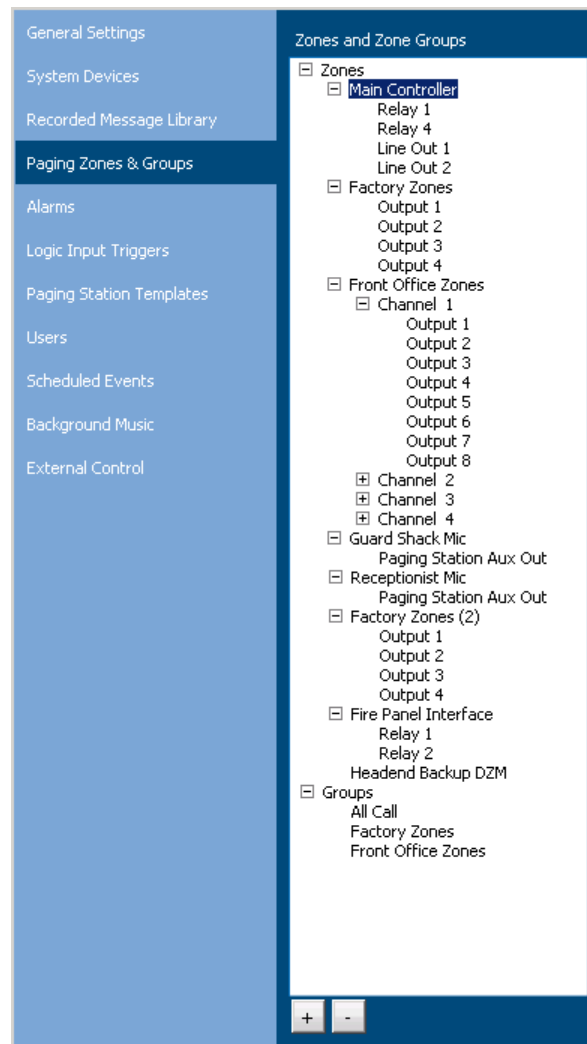 General Settings
System Devices
Recorded Message Library
Paging Zones & Groups
Alarms
Logic Input Triggers
Paging Station Templates
Users
Scheduled Events
Background Music
External Control
Zones and Zone Groups
Zones
Main Controller
Relay 1
Relay 4
Line Out 1
Line Out 2
Factory Zones
Output 1
Output 2
Output 3
Output 4
Front Office Zones
Channel 1
Output 1
Output 2
Output 3
Output 4
Output 5
Output 6
Output 7
Output 8
Channel 2
Channel 3
Channel 4
Guard Shack Mic
Paging Station Aux Out
Receptionist Mic
Paging Station Aux Out
Factory Zones (2)
Output 1
Output 2
Output 3
Output 4
Fire Panel Interface
Relay 1
Relay 2
Headend Backup DZM
Groups
All Call
Factory Zones
Front Office Zones
+ -